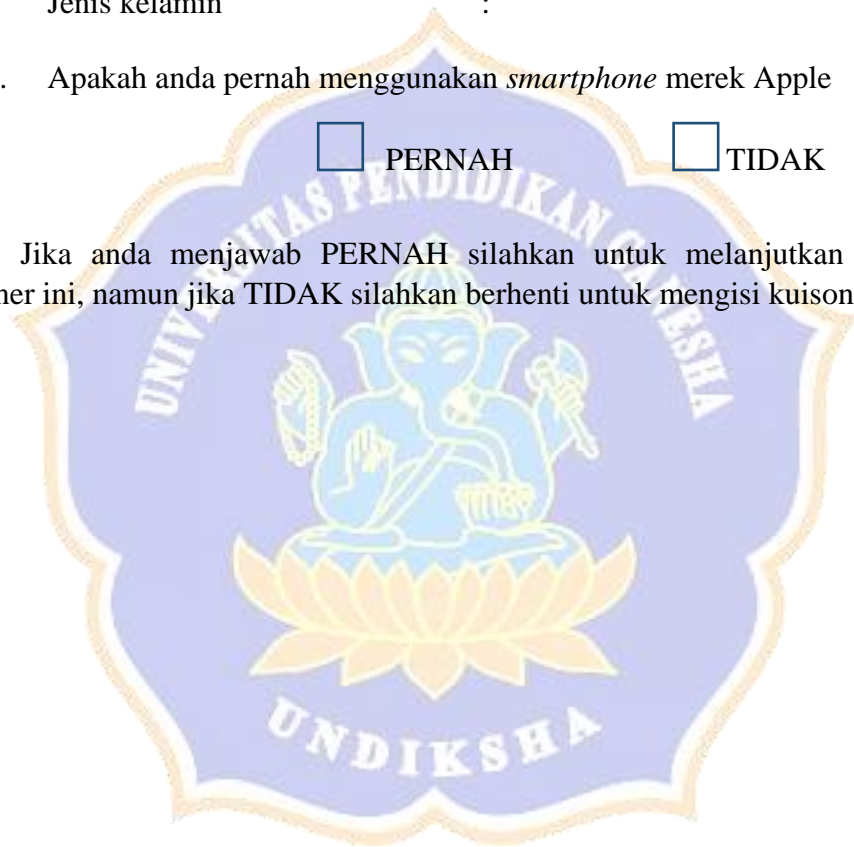 Jenis kelamin :
. Apakah anda pernah menggunakan smartphone merek Apple
PERNAH TIDAK
Jika anda menjawab PERNAH silahkan untuk melanjutkan
ner ini, namun jika TIDAK silahkan berhenti untuk mengisi kuison
UNIVERSITAS PENDIDIKAN GANESHA
UNDIKSHA